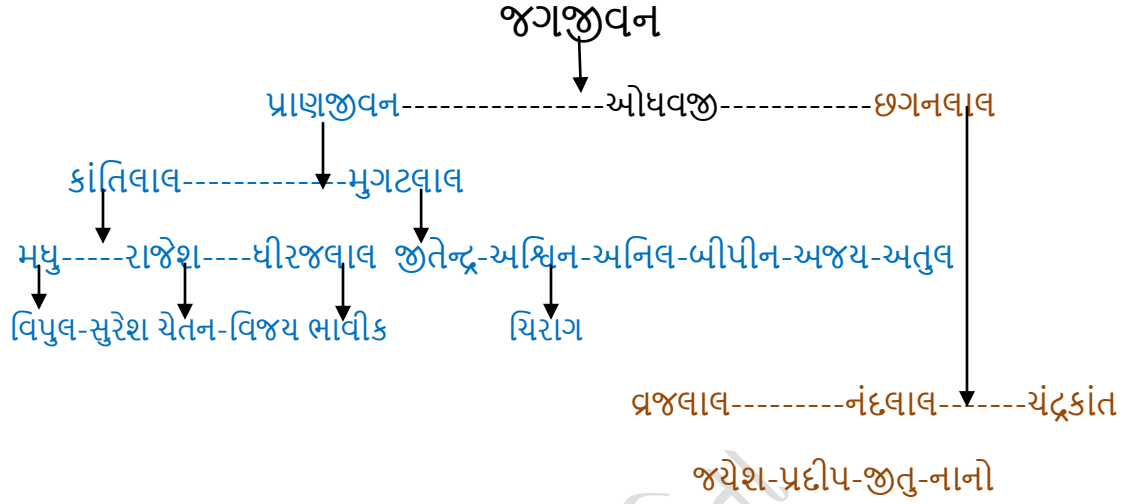 જગજીવન
પ્રાણજીવન---------------ઓધવજી-----------છગનલાલ
કાંતિલાલ------------મુગટલાલ
મધુ-----રાજેશ----ધીરજલાલ જીતેન્દ્ર-અશ્વિન-અનિલ-બીપીન-અજય-અતુલ
વિપુલ-સુરેશ ચેતન-વિજય ભાવીક ચિરાગ
વ્રજલાલ---------નંદલાલ-------ચંદ્રકાંત
જયેશ-પ્રદીપ-જીતુ-નાનો